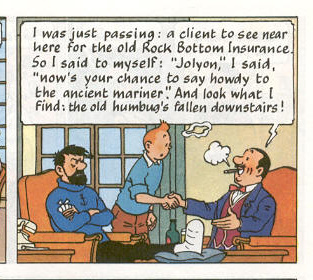 I was just passing: a client to see near
here for the old Rock Bottom Insurance.
So I said to myself: "Jolyon," I said,
"now's your chance to say howdy to
the ancient mariner." And look what I
find: the old humbug's fallen downstairs!